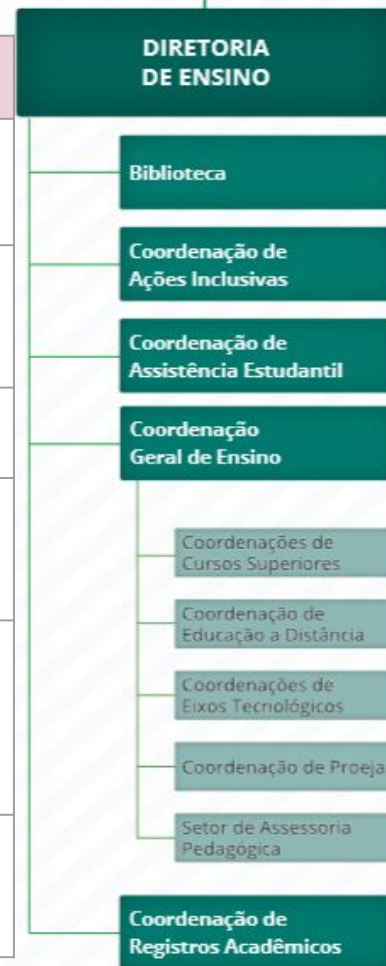 DIRETORIA
DE ENSINO
Biblioteca
Coordenação de
Ações Inclusivas
Coordenação de
Assistência Estudantil
Coordenação
Geral de Ensino
Coordenações de
Cursos Superiores
Coordenação de
Educação a Distância
Coordenações de
Eixos Tecnológicos
Coordenação de Proeja
Setor de Assessoria
Pedagógica
Coordenação de
Registros Acadêmicos